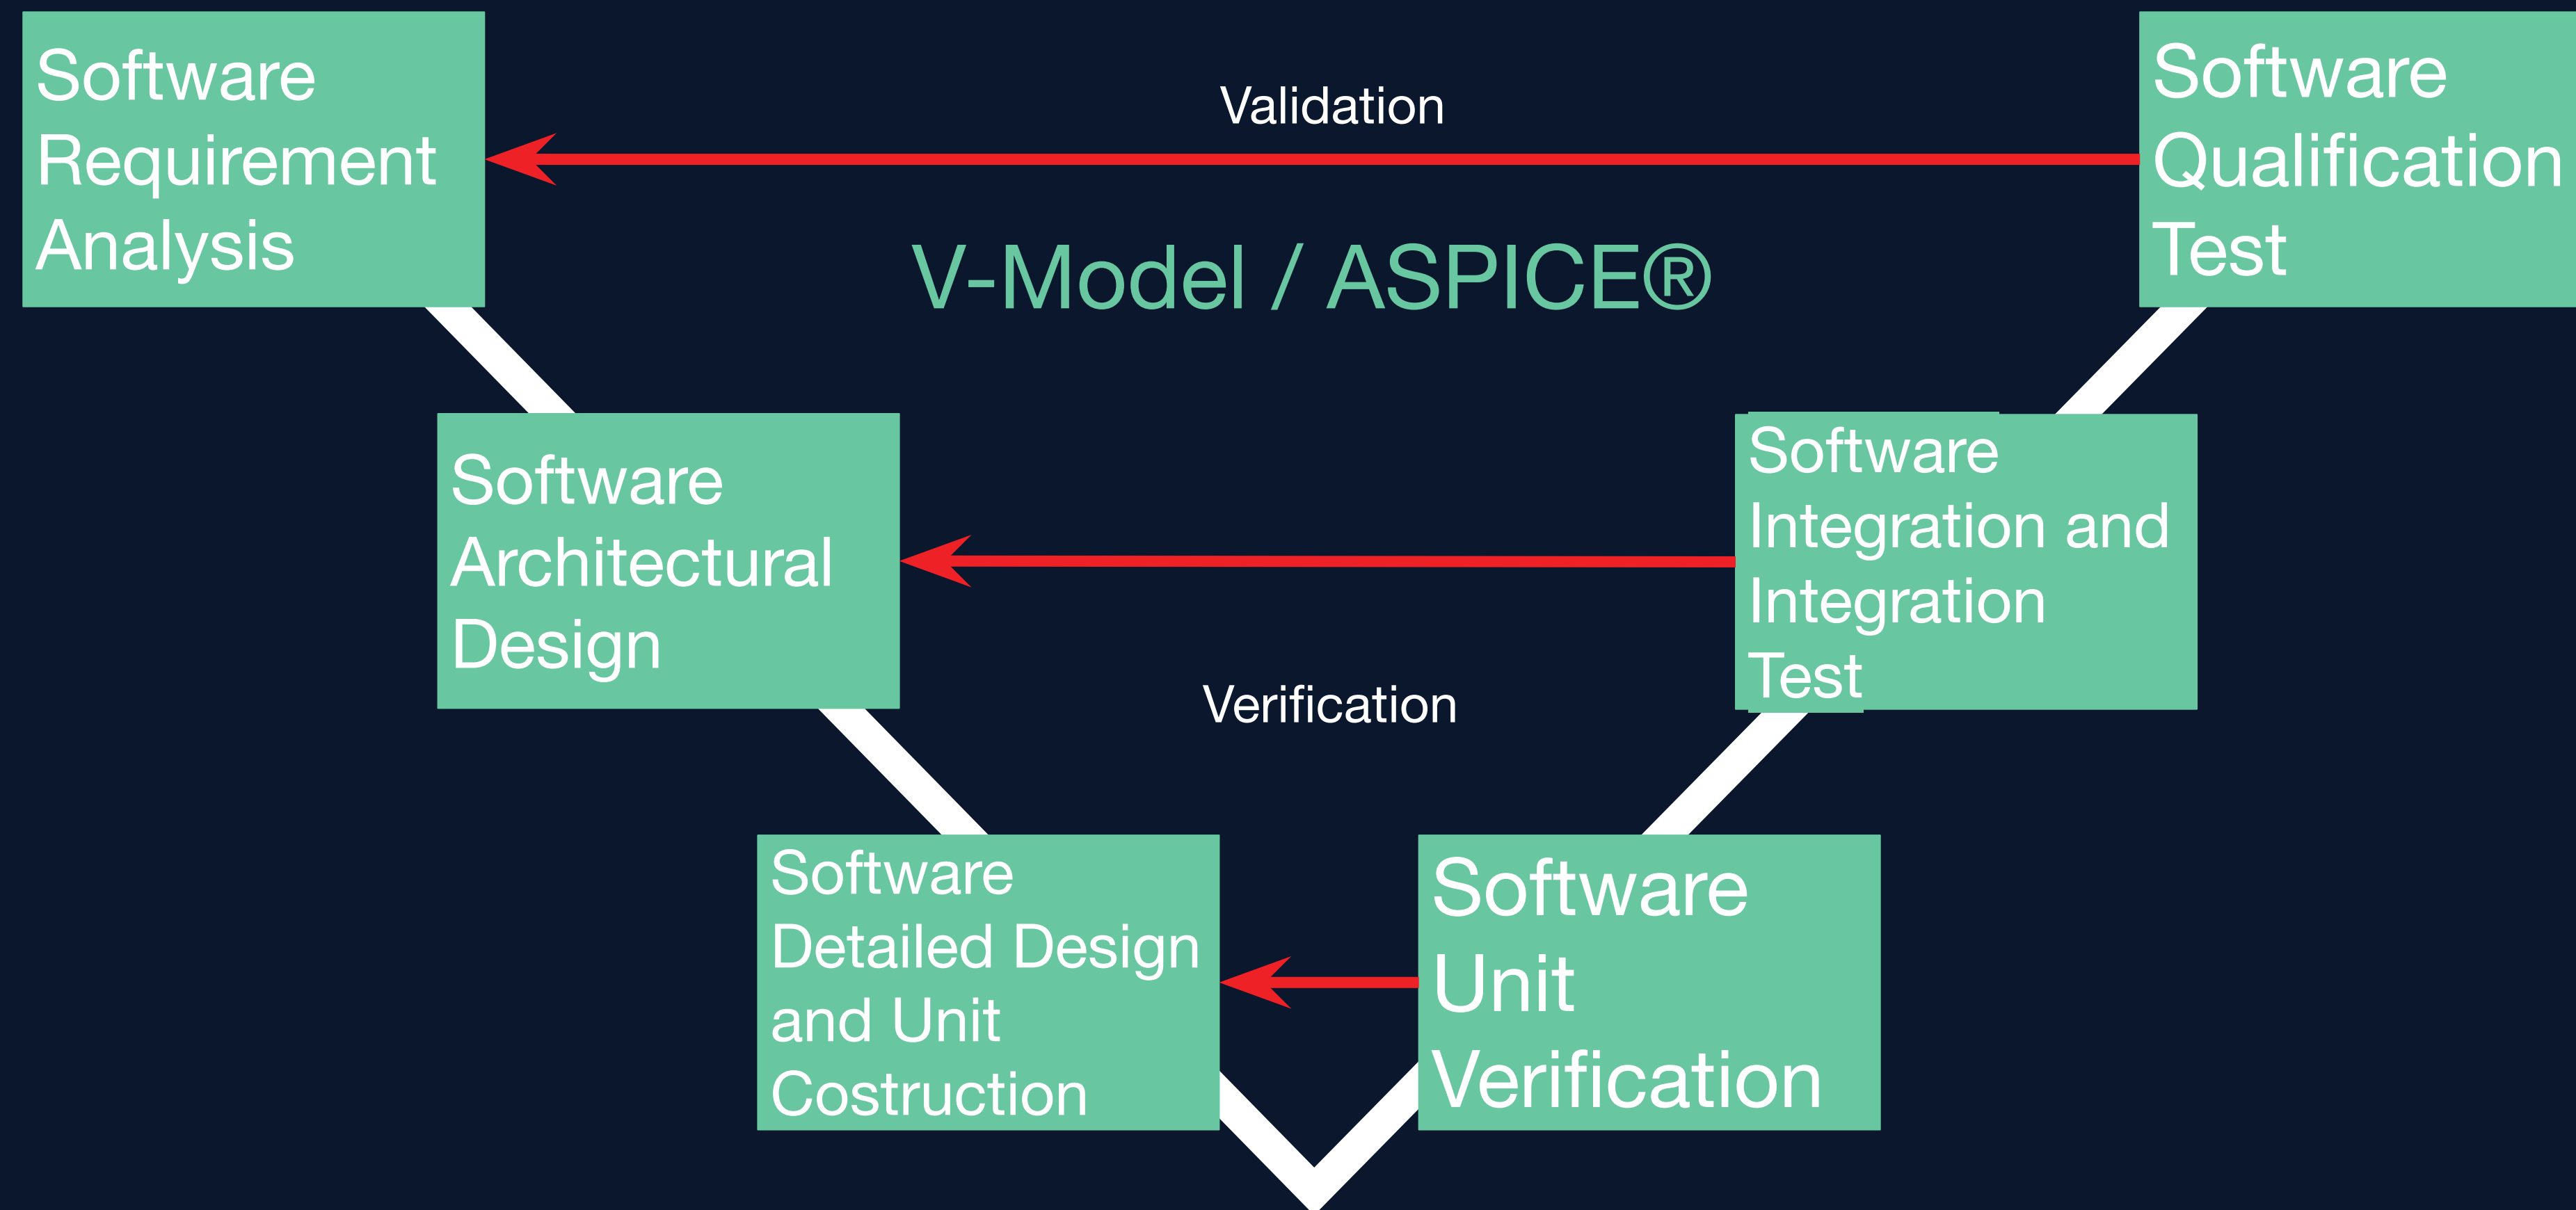 Software
Requirement
Analysis
Validation
Software
Qualification
Test
V-Model / ASPICE®
Software
Architectural
Design
Software
Integration and
Integration
Test
Verification
Software
Detailed Design
and Unit
Costruction
Software
Unit
Verification